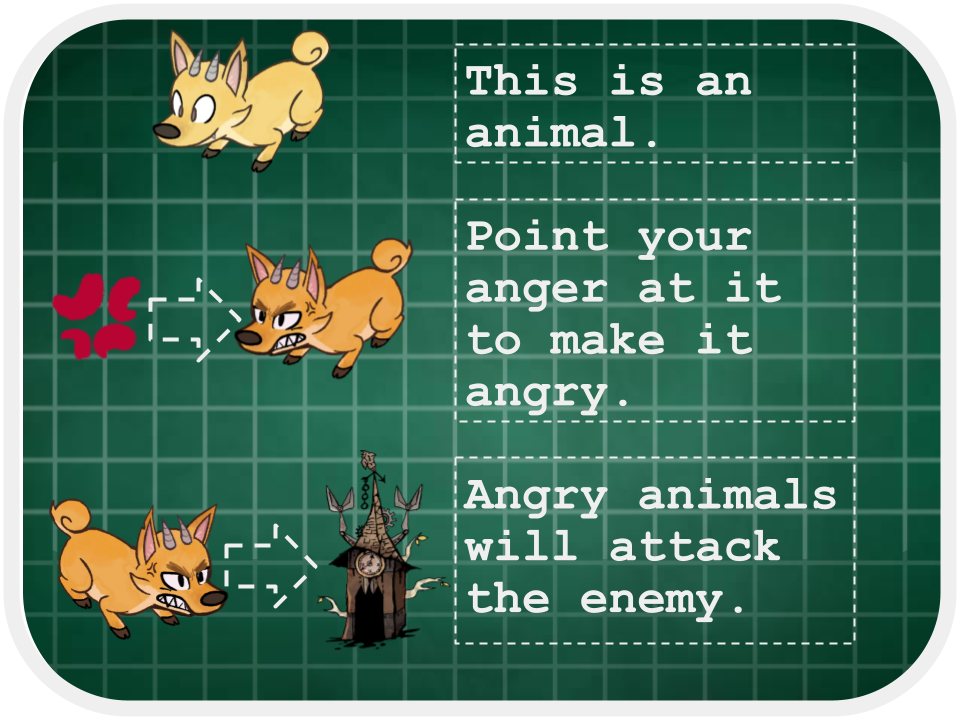 This is an
animal.
Point your
anger at it
to make it
angry.
Angry animals
will attack
the enemy.